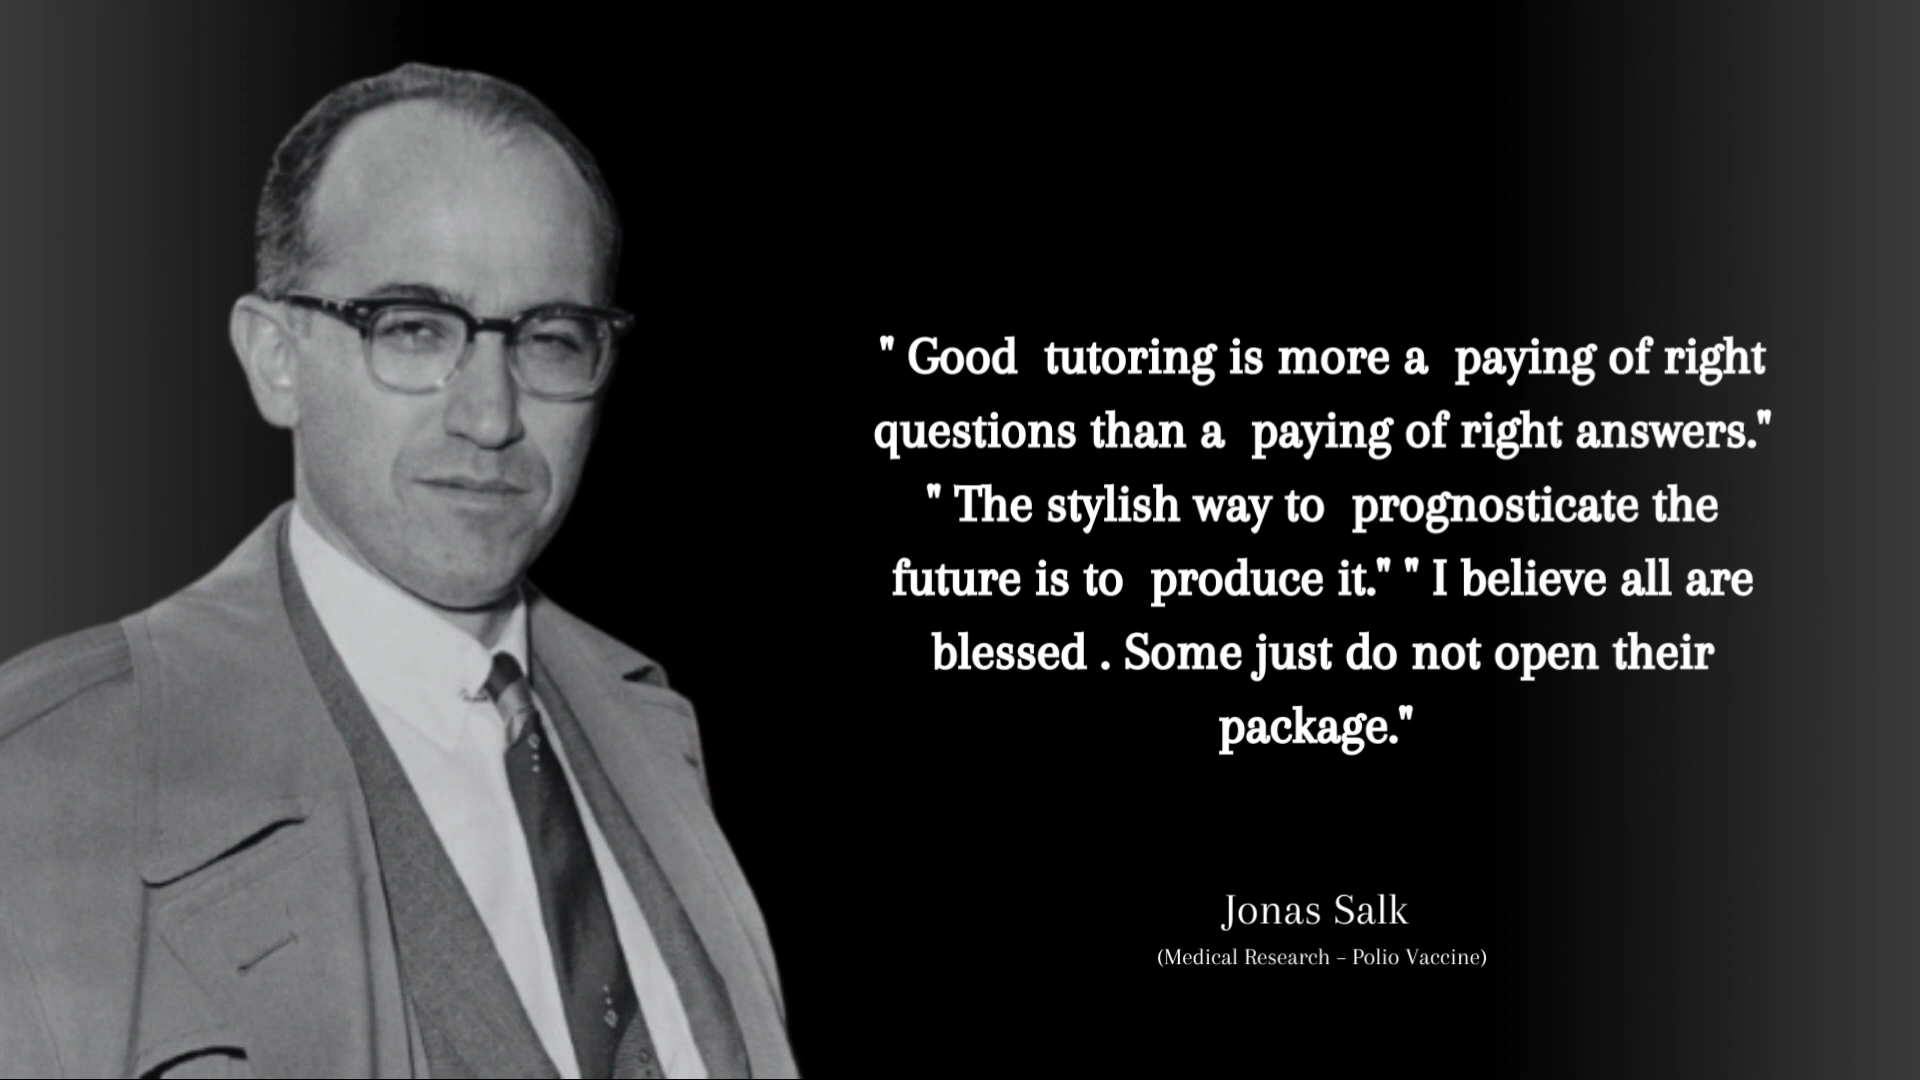 " Good  tutoring is more a  paying of right
questions than a  paying of right answers."
" The stylish way to  prognosticate the
future is to  produce it." " I believe all are
blessed . Some just do not open their
package."
Jonas Salk
(Medical Research – Polio Vaccine)